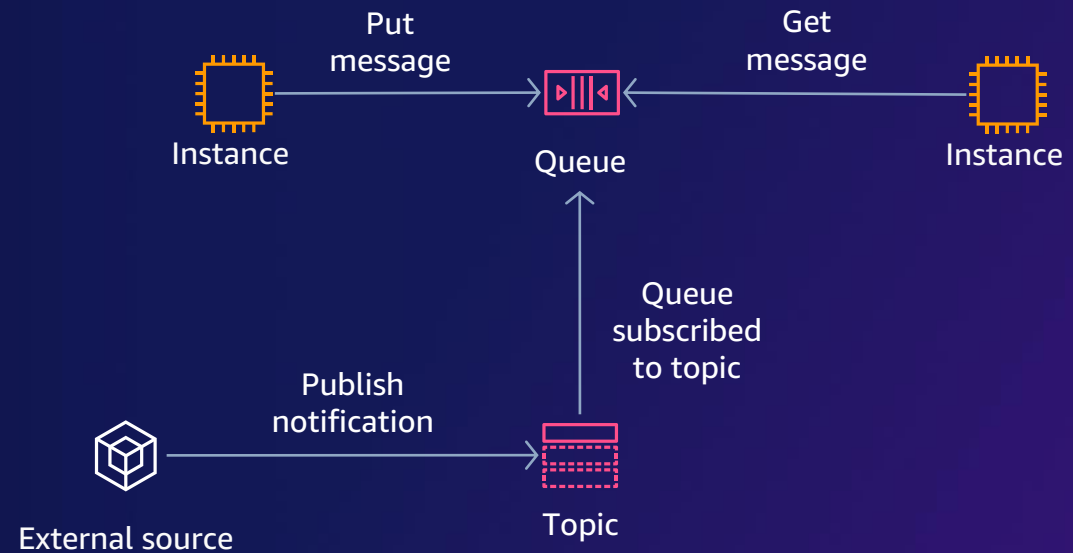 Put
message
Get
message
Instance
Queue
Instance
Queue
subscribed
to topic
Publish
notification
External source
Topic